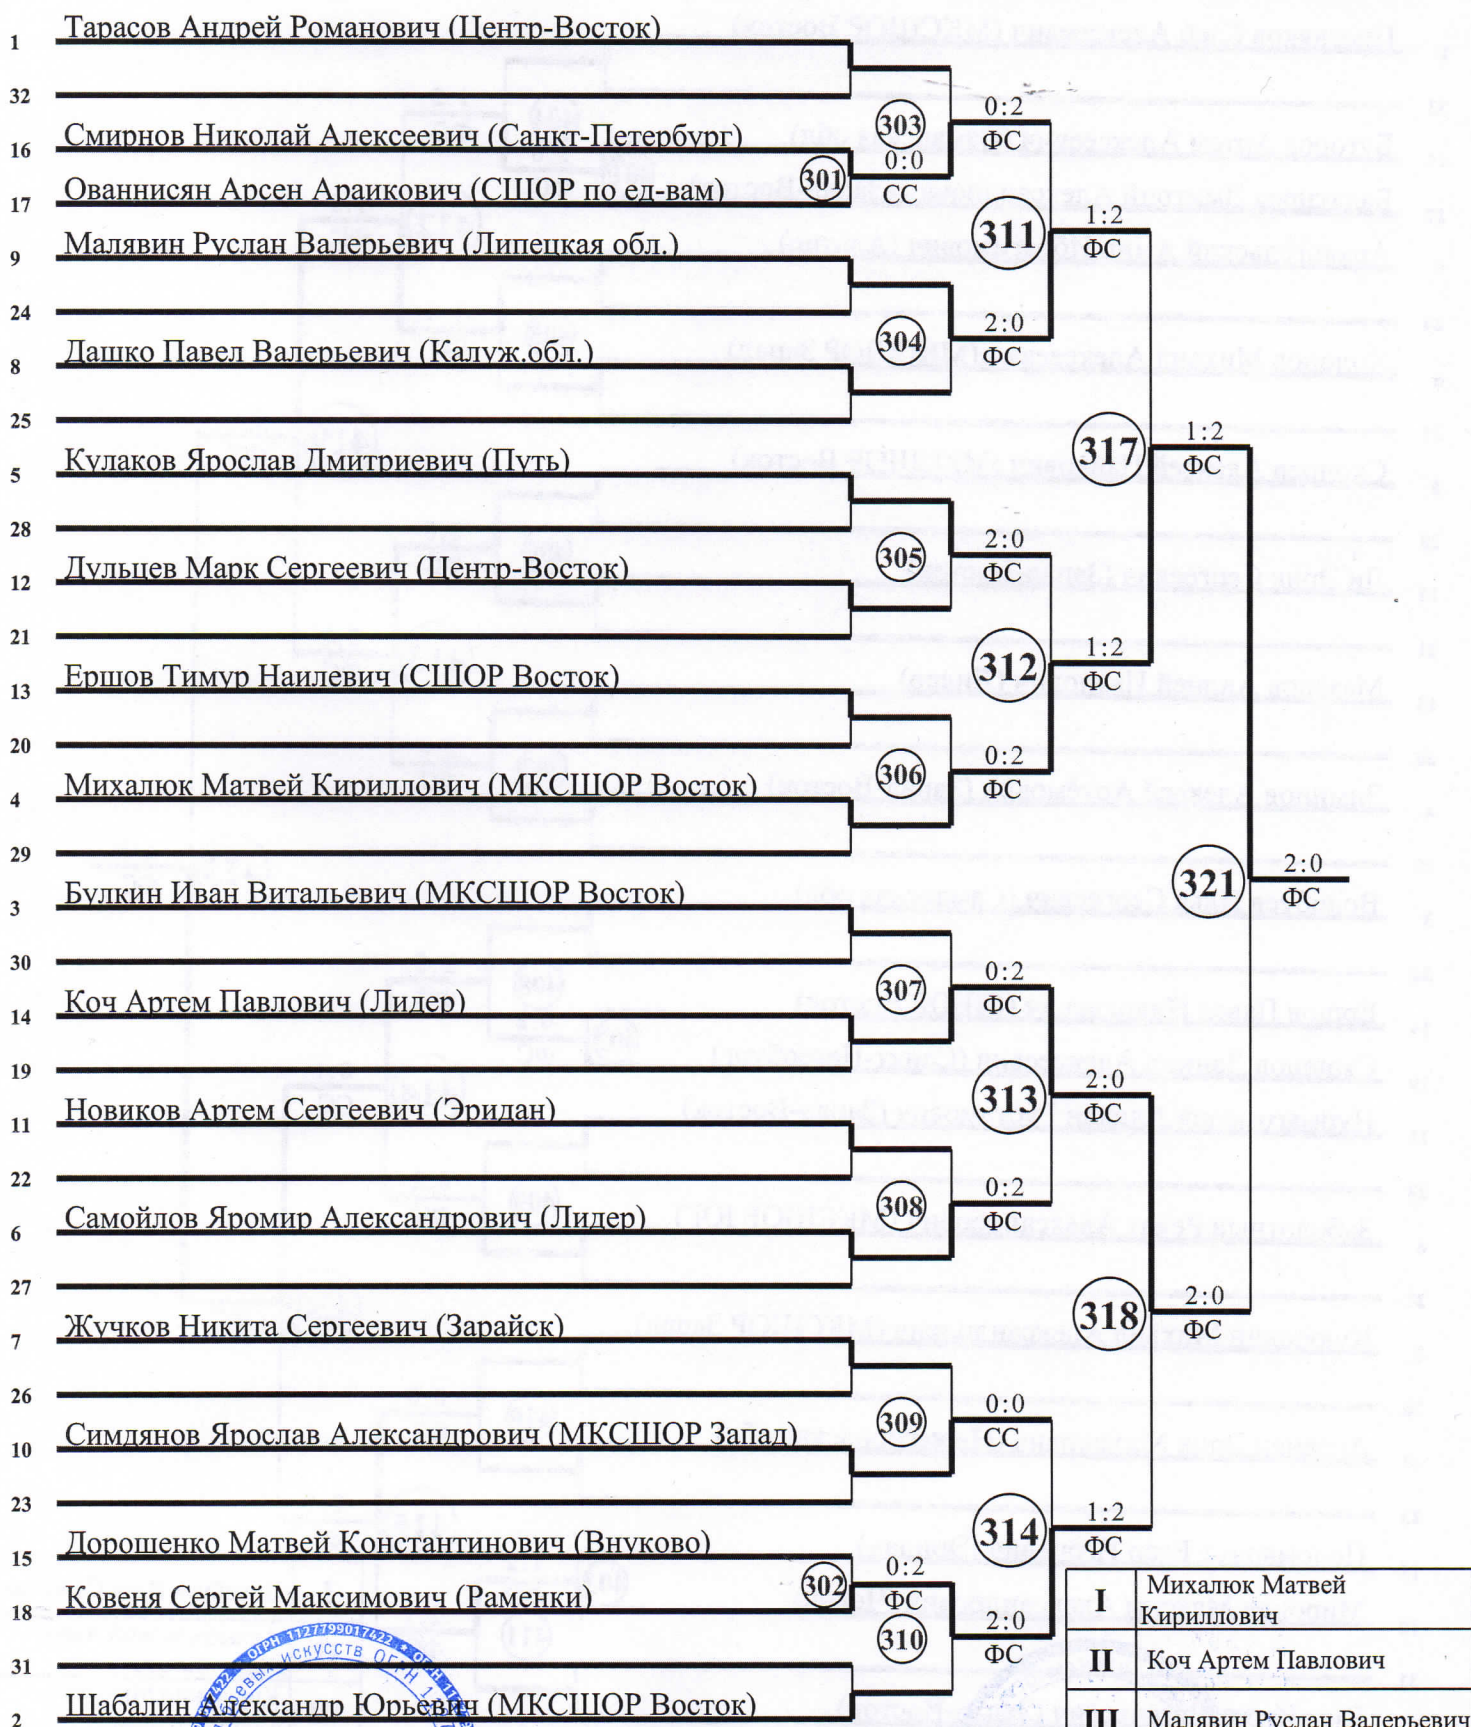 1 Тарасов Андрей Романович (Центр-Восток)
32
303 0:2
ФС
16 Смирнов Николай Алексеевич (Санкт-Петербург)
301 0:0
СС
17 Ованнисян Арсен Араикович (СШОР по ед-вам)
311 1:2
ФС
9 Малявин Руслан Валерьевич (Липецкая обл.)
24
304 2:0
ФС
8 Дашко Павел Валерьевич (Калуж.обл.)
25
317 1:2
ФС
5 Кулаков Ярослав Дмитриевич (Путь)
28
305 2:0
ФС
12 Дульцев Марк Сергеевич (Центр-Восток)
21
312 1:2
ФС
13 Ершов Тимур Наилевич (СШОР Восток)
20
306 0:2
ФС
4 Михалюк Матвей Кириллович (МКСШОР Восток)
29
321 2:0
ФС
3 Булкин Иван Витальевич (МКСШОР Восток)
30
307 0:2
ФС
14 Коч Артем Павлович (Лидер)
19
313 2:0
ФС
11 Новиков Артем Сергеевич (Эридан)
22
308 0:2
ФС
6 Самойлов Яромир Александрович (Лидер)
27
318 2:0
ФС
7 Жучков Никита Сергеевич (Зарайск)
26
309 0:0
СС
10 Симдянов Ярослав Александрович (МКСШОР Запад)
23
314 1:2
ФС
15 Дорошенко Матвей Константинович (Внуково)
302 0:2
ФС
18 Ковеня Сергей Максимович (Раменки)
310 2:0
ФС
31
2 Шабалин Александр Юрьевич (МКСШОР Восток)
I Михалюк Матвей
Кириллович
II Коч Артем Павлович
III Малявин Руслан Валерьевич
ОГРН 1127799017422 * ОГРН
искусств ОГРН